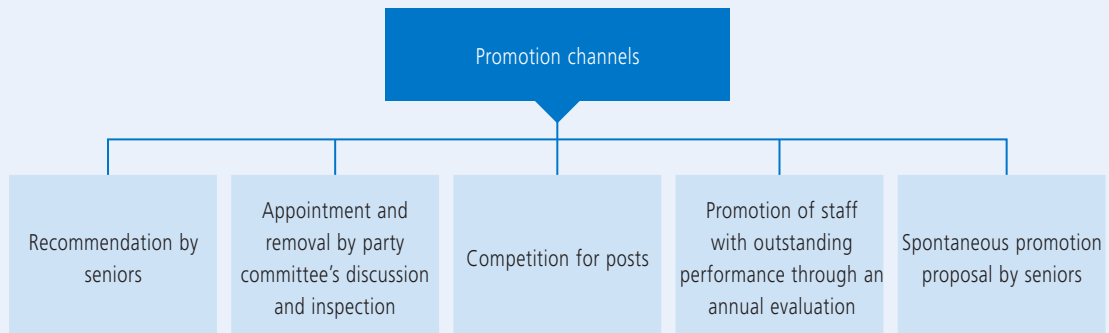 Promotion channels
Recommendation by
seniors
Appointment and
removal by party
committee’s discussion
and inspection
Competition for posts
Promotion of staff
with outstanding
performance through an
annual evaluation
Spontaneous promotion
proposal by seniors